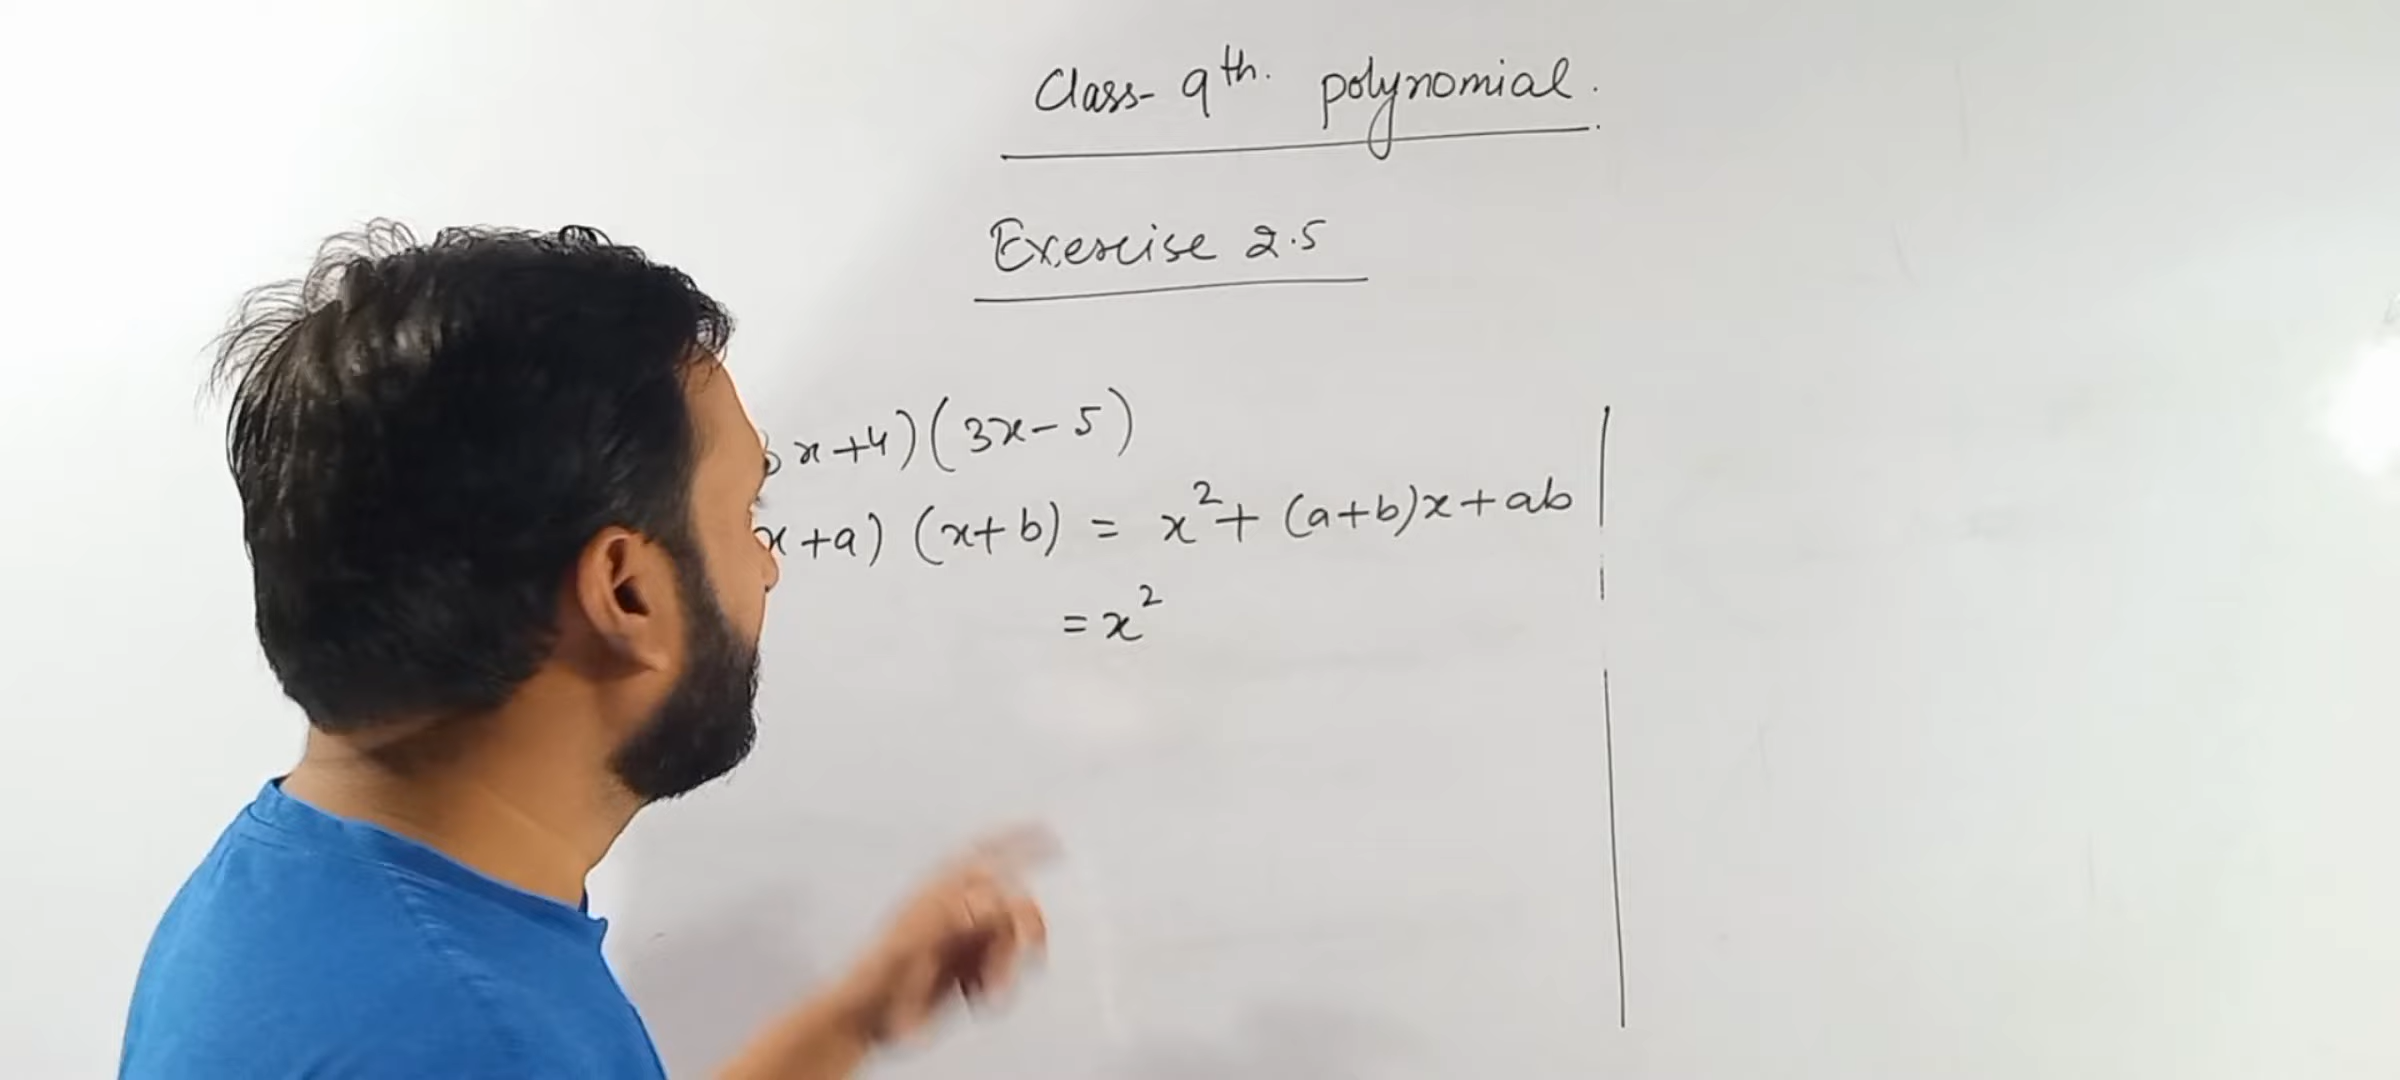 Class- 9th. polynomial.
Exercise 2.5
x+4)(3x-5)
x+a) (x+b) = x²+ (a+b)x+ab
= x²